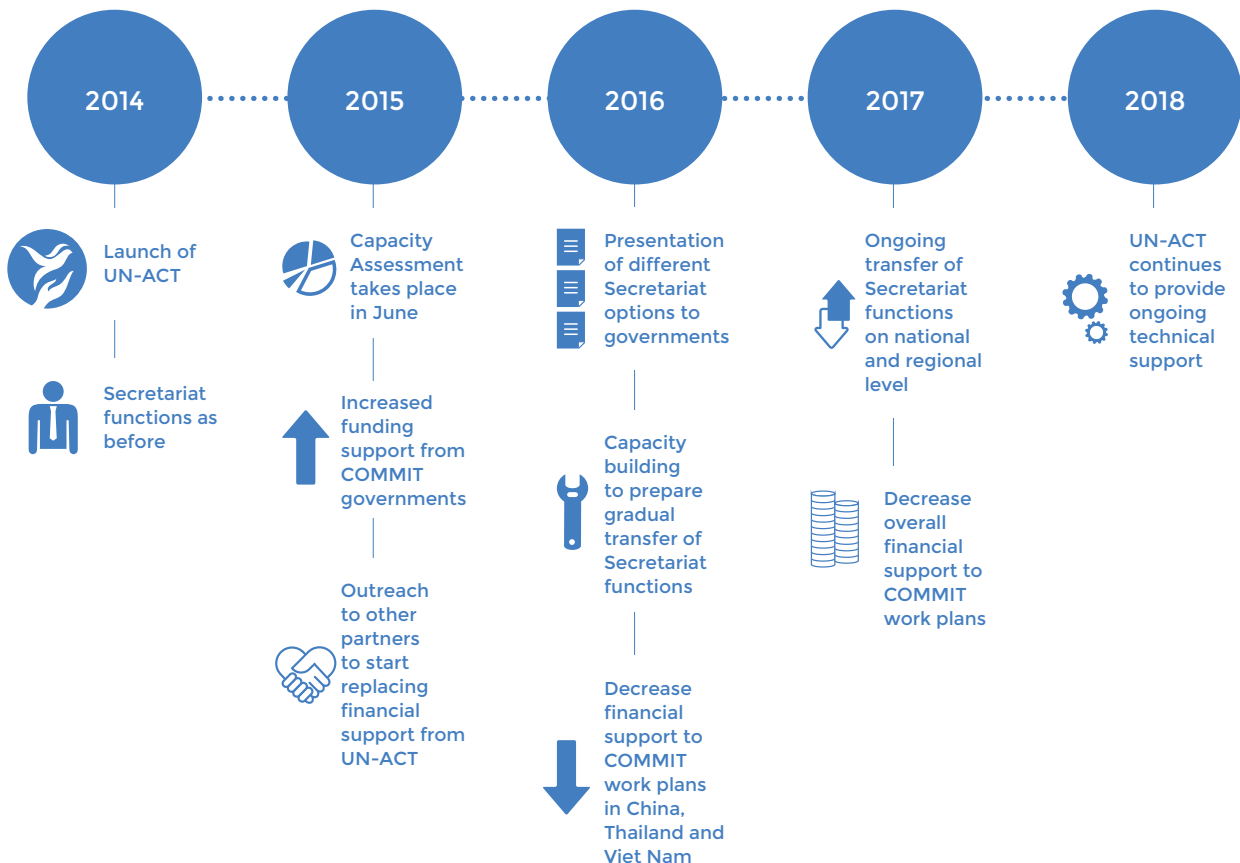 2014
2015
2016
2017
2018
Launch of
UN-ACT
Secretariat
functions as
before
Capacity
Assessment
takes place
in June
Increased
funding
support from
COMMIT
governments
Outreach
to other
partners
to start
replacing
financial
support from
UN-ACT
Presentation
of different
Secretariat
options to
governments
Capacity
building
to prepare
gradual
transfer of
Secretariat
functions
Decrease
financial
support to
COMMIT
work plans
in China,
Thailand and
Viet Nam
Ongoing
transfer of
Secretariat
functions
on national
and regional
level
Decrease
overall
financial
support to
COMMIT
work plans
UN-ACT
continues
to provide
ongoing
technical
support